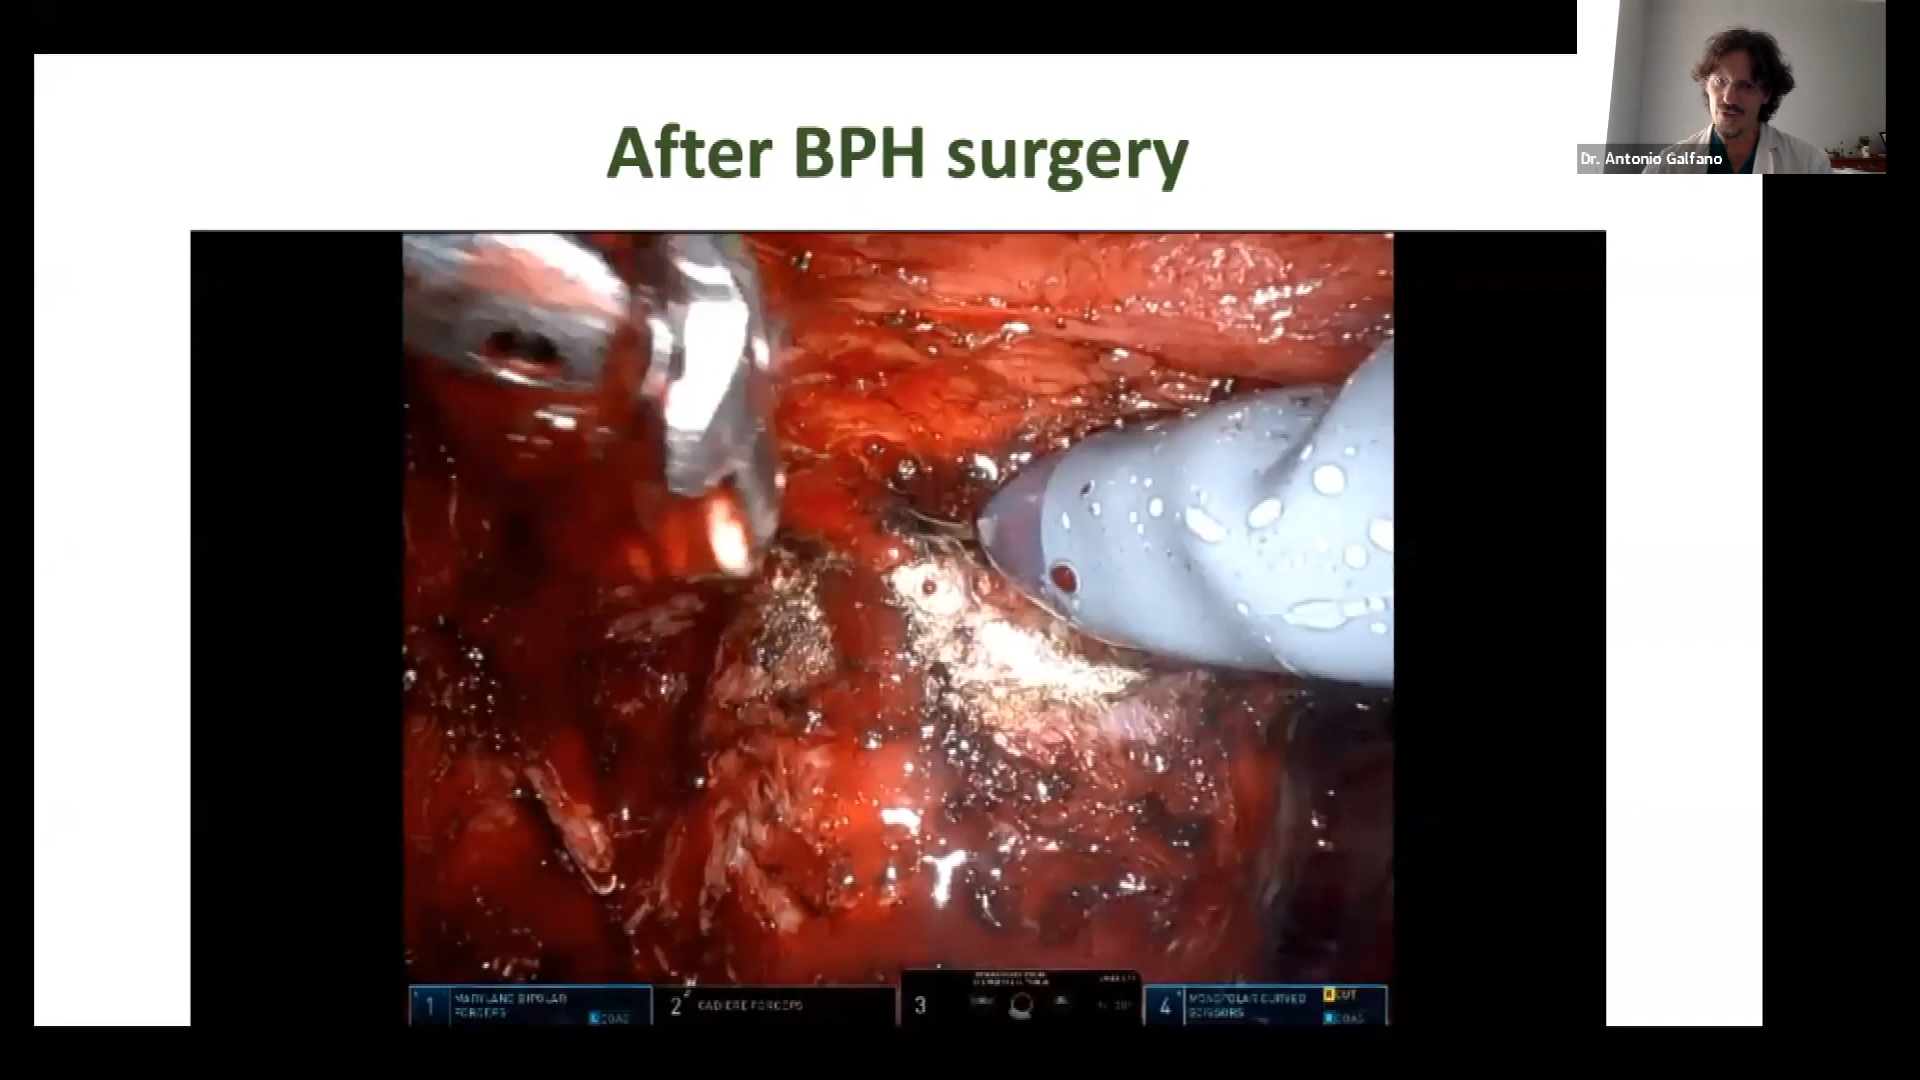 After BPH surgery
Dr. Antonio Galfano
1
MARYLAND BIPOLAR
FORCEPS
COAG
2
CADIERE FORCEPS
3
4
MONOPOLAR CURVED
SCISSORS
CUT
COAG